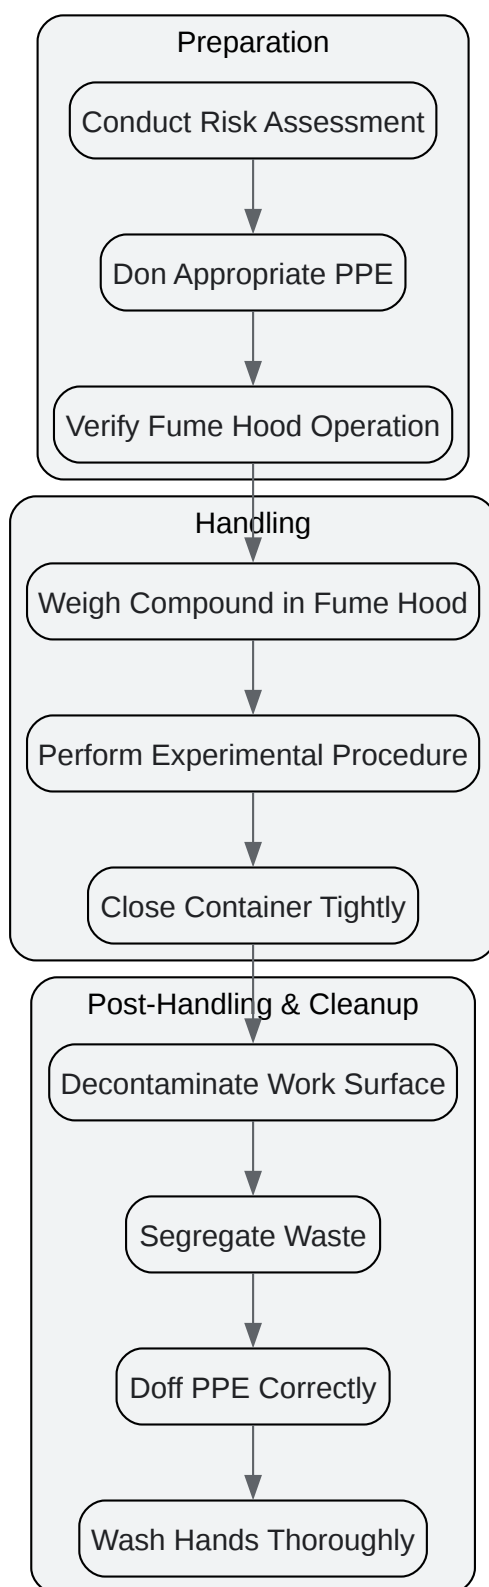 Preparation
Conduct Risk Assessment
Don Appropriate PPE
Verify Fume Hood Operation
Handling
Weigh Compound in Fume Hood
Perform Experimental Procedure
Close Container Tightly
Post-Handling & Cleanup
Decontaminate Work Surface
Segregate Waste
Doff PPE Correctly
Wash Hands Thoroughly